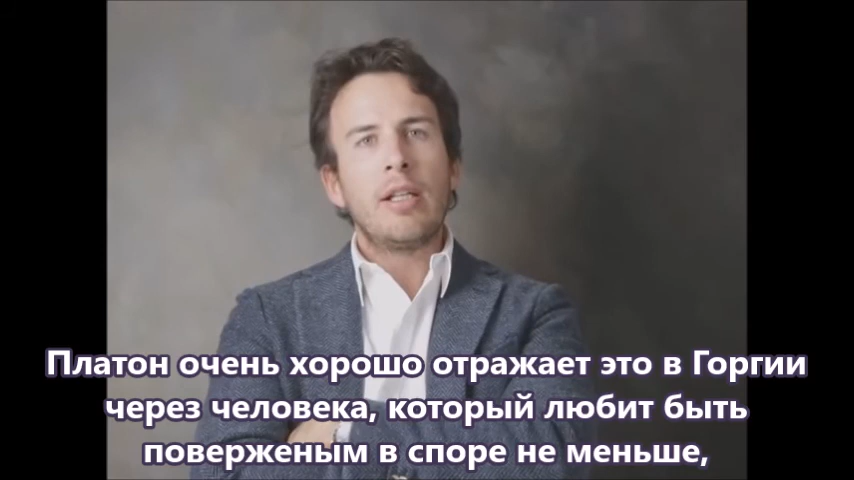 Платон очень хорошо отражает это в Горгии
через человека, который любит быть
поверженым в споре не меньше,